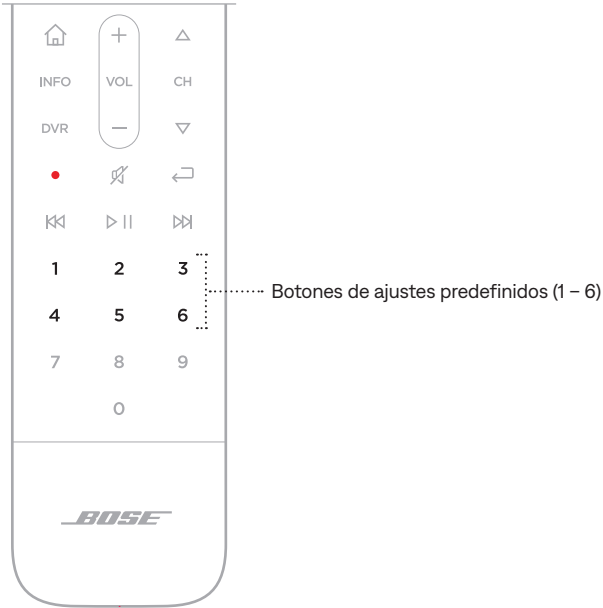 INFO VOL CH
DVR
1 2 3
Botones de ajustes predefinidos (1 – 6)
4 5 6
7 8 9
0
BOSE